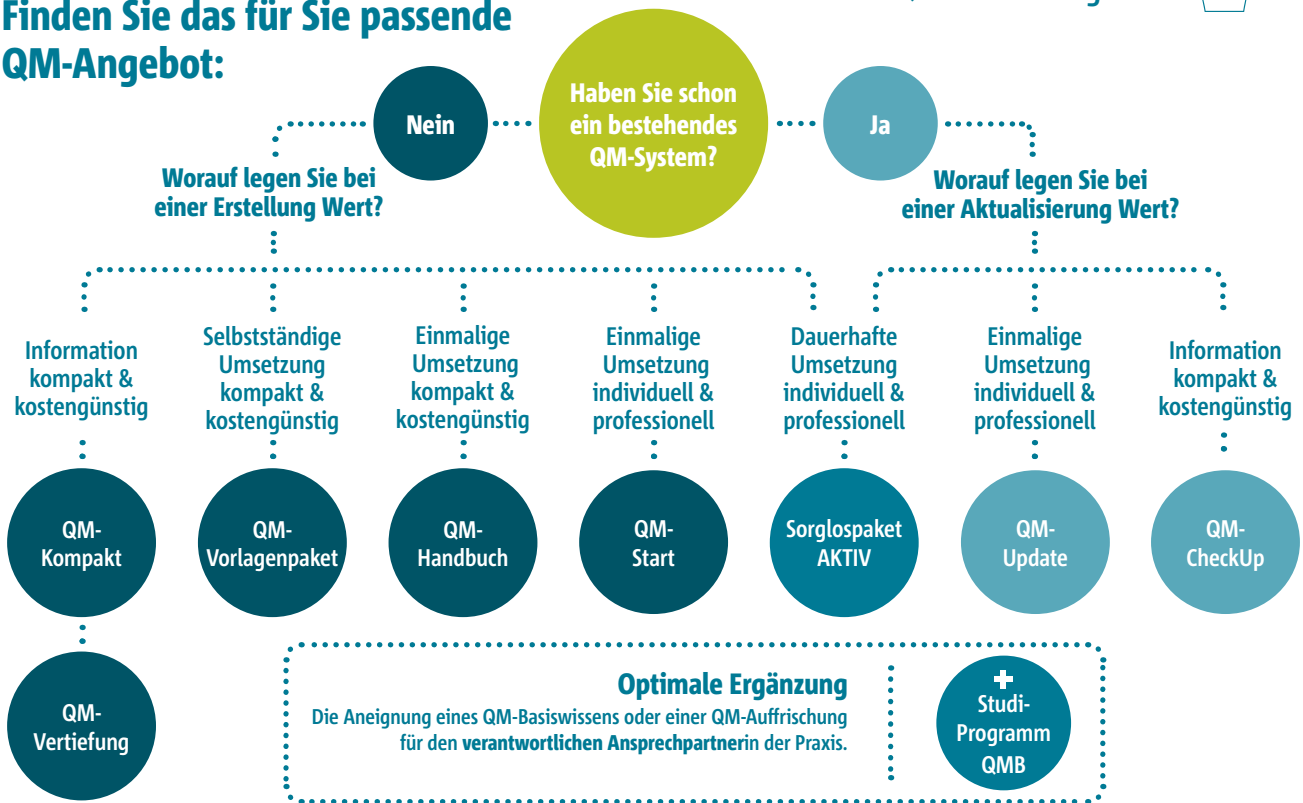 Finden Sie das für Sie passende
QM-Angebot:
Haben Sie schon
ein bestehendes
QM-System?
Nein
Ja
Worauf legen Sie bei
einer Erstellung Wert?
Worauf legen Sie bei
einer Aktualisierung Wert?
Information
kompakt &
kostengünstig
Selbstständige
Umsetzung
kompakt &
kostengünstig
Einmalige
Umsetzung
kompakt &
kostengünstig
Einmalige
Umsetzung
individuell &
professionell
Dauerhafte
Umsetzung
individuell &
professionell
Einmalige
Umsetzung
individuell &
professionell
Information
kompakt &
kostengünstig
QM-
Kompakt
QM-
Vorlagenpaket
QM-
Handbuch
QM-
Start
Sorglospaket
AKTIV
QM-
Update
QM-
CheckUp
QM-
Vertiefung
Optimale Ergänzung
Die Aneignung eines QM-Basiswissens oder einer QM-Auffrischung
für den verantwortlichen Ansprechpartnerin der Praxis.
+
Studi-
Programm
QMB